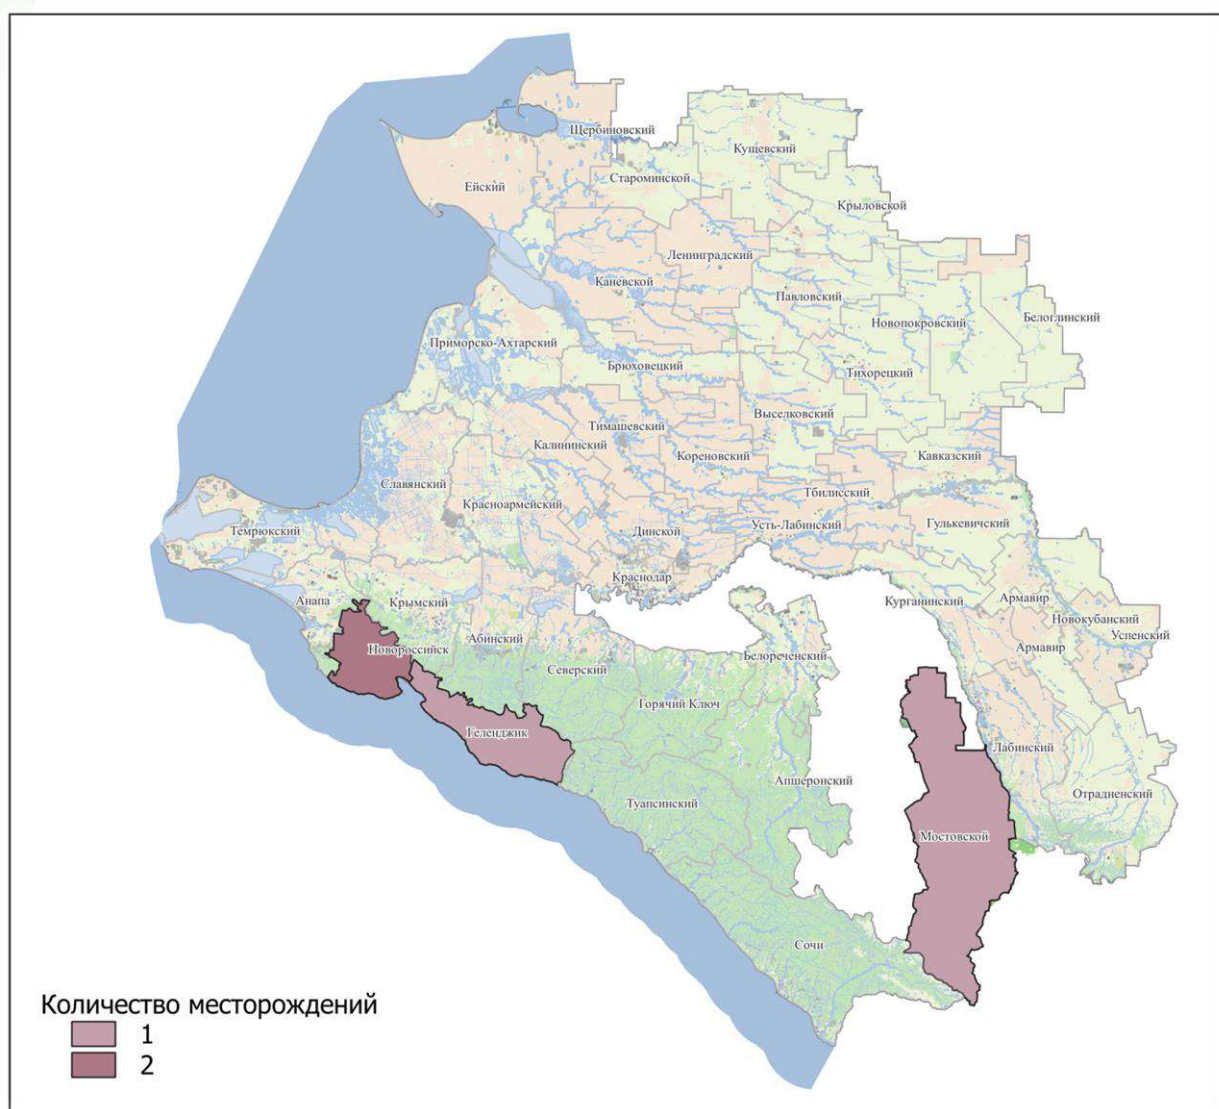 Щербиновский
Кущевский
Староминской
Ейский
Крыловской
Ленинградский
Каневской
Павловский
Новопокровский
Белоглинский
Приморско-Ахтарский
Брюховецкий
Тихорецкий
Выселковский
Тимашевский
Калининский
Кореновский
Кавказский
Славянский
Тбилисский
Красноармейский
Темрюкский
Динской
Усть-Лабинский
Гулькевичский
Краснодар
Анапа
Крымский
Курганинский
Армавир
Новокубанский
Абинский
Успенский
Новороссийск
Армавир
Белореченский
Северский
Горячий Ключ
Геленджик
Лабинский
Апшеронский
Отрадненский
Туапсинский
Мостовской
Сочи
Количество месторождений
1
2